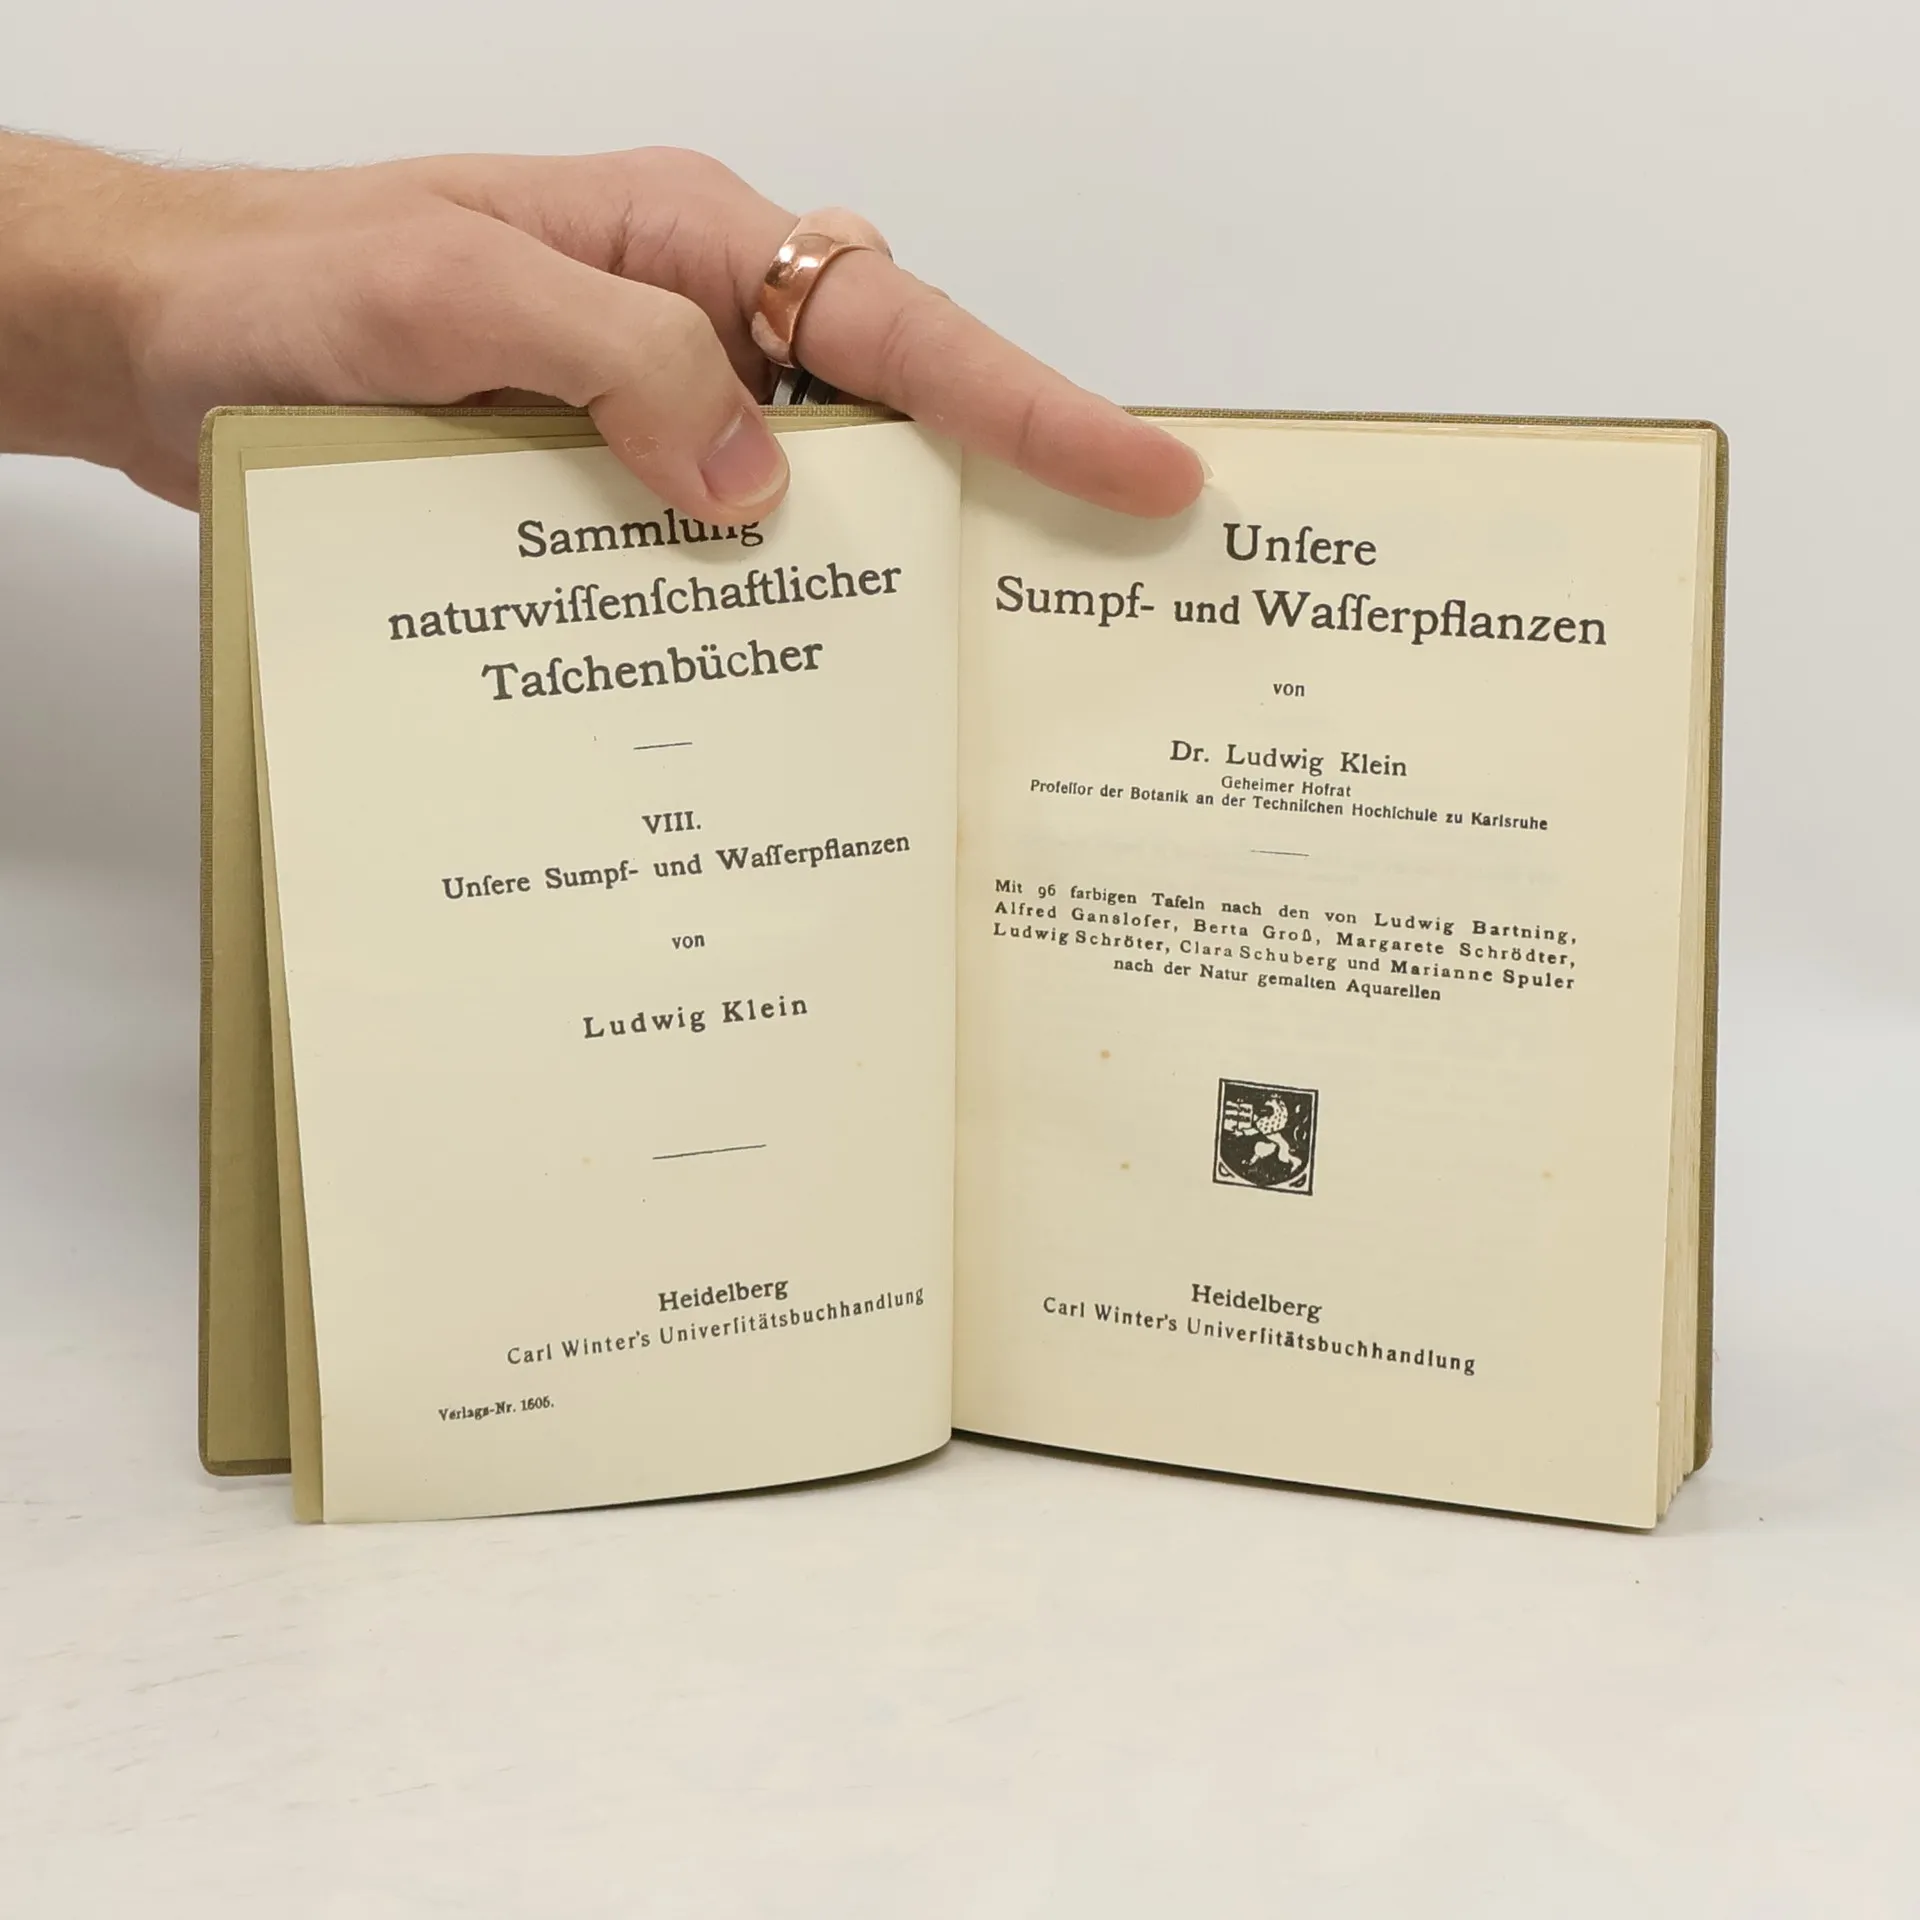 Sammlung
naturwiſſenſchaftlicher
Taſchenbücher
VIII.
Unſere Sumpf- und Waſſerpflanzen
von
Ludwig Klein
Heidelberg
Carl Winter's Univerſitätsbuchhandlung
Verlags-Nr. 1605.
Unſere
Sumpf- und Waſſerpflanzen
von
Dr. Ludwig Klein
Geheimer Hofrat
Profeſſor der Botanik an der Techniſchen Hochſchule zu Karlsruhe
Mit 96 farbigen Tafeln nach den von Ludwig Bartning,
Alfred Gansloſer, Berta Groß, Margarete Schrödter,
Ludwig Schröter, Clara Schuberg und Marianne Spuler
nach der Natur gemalten Aquarellen
Heidelberg
Carl Winter's Univerſitätsbuchhandlung